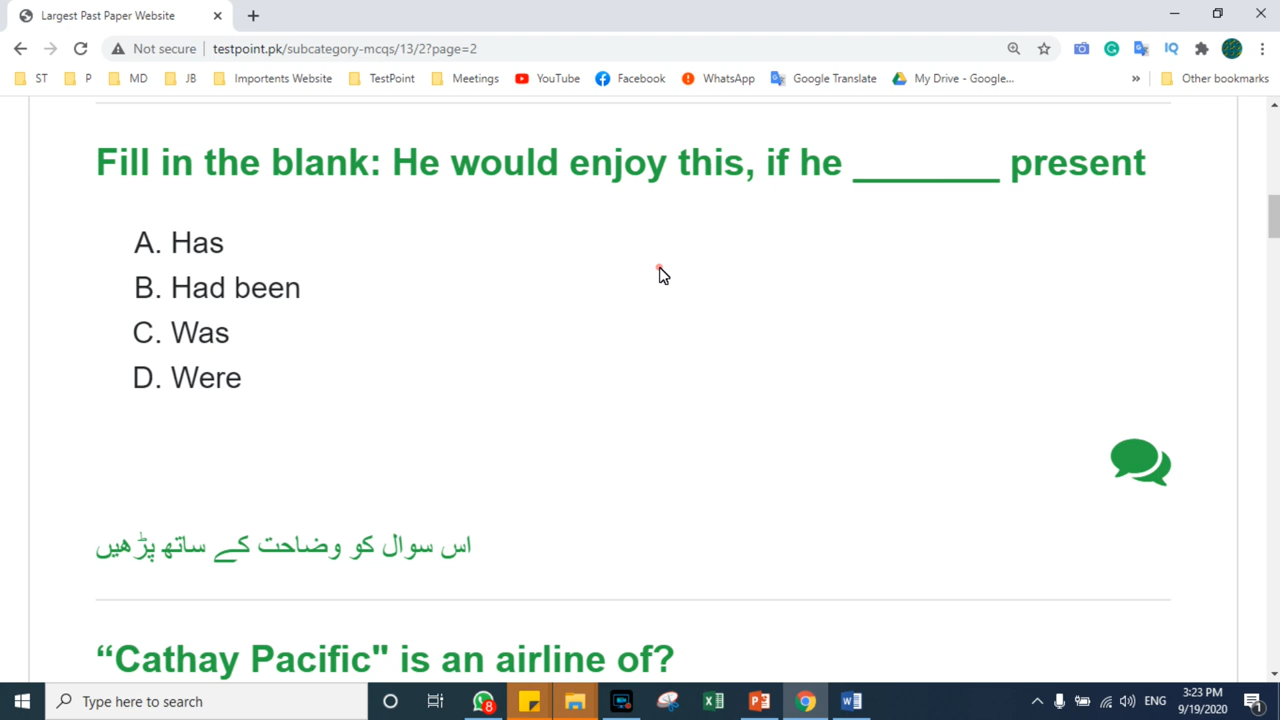 Largest Past Paper Website
Not secure
testpoint.pk/subcategory-mcqs/13/2?page=2
ST P MD JB Importents Website TestPoint Meetings YouTube Facebook WhatsApp Google Translate My Drive - Google... » Other bookmarks
Fill in the blank: He would enjoy this, if he ________ present
A. Has
B. Had been
C. Was
D. Were
اس سوال کو وضاحت کے ساتھ پڑھیں
“Cathay Pacific" is an airline of?
Type here to search
8
ENG
3:23 PM
9/19/2020
1
IQ